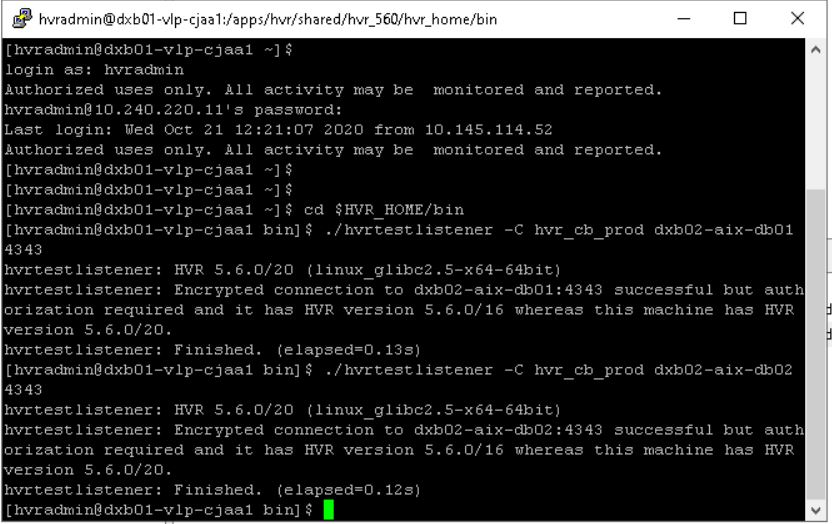 hvradmin@dxb01-vlp-cjaa1:/apps/hvr/shared/hvr_560/hvr_home/bin
[hvradmin@dxb01-vlp-cjaa1 ~]$
login as: hvradmin
Authorized uses only. All activity may be  monitored and reported.
hvradmin@10.240.220.11's password:
Last login: Wed Oct 21 12:21:07 2020 from 10.145.114.52
Authorized uses only. All activity may be  monitored and reported.
[hvradmin@dxb01-vlp-cjaa1 ~]$
[hvradmin@dxb01-vlp-cjaa1 ~]$
[hvradmin@dxb01-vlp-cjaa1 ~]$ cd $HVR_HOME/bin
[hvradmin@dxb01-vlp-cjaa1 bin]$ ./hvrtestlistener -C hvr_cb_prod dxb02-aix-db01
4343
hvrtestlistener: HVR 5.6.0/20 (linux_glibc2.5-x64-64bit)
hvrtestlistener: Encrypted connection to dxb02-aix-db01:4343 successful but auth
orization required and it has HVR version 5.6.0/16 whereas this machine has HVR
version 5.6.0/20.
hvrtestlistener: Finished. (elapsed=0.13s)
[hvradmin@dxb01-vlp-cjaa1 bin]$ ./hvrtestlistener -C hvr_cb_prod dxb02-aix-db02
4343
hvrtestlistener: HVR 5.6.0/20 (linux_glibc2.5-x64-64bit)
hvrtestlistener: Encrypted connection to dxb02-aix-db02:4343 successful but auth
orization required and it has HVR version 5.6.0/16 whereas this machine has HVR
version 5.6.0/20.
hvrtestlistener: Finished. (elapsed=0.12s)
[hvradmin@dxb01-vlp-cjaa1 bin]$